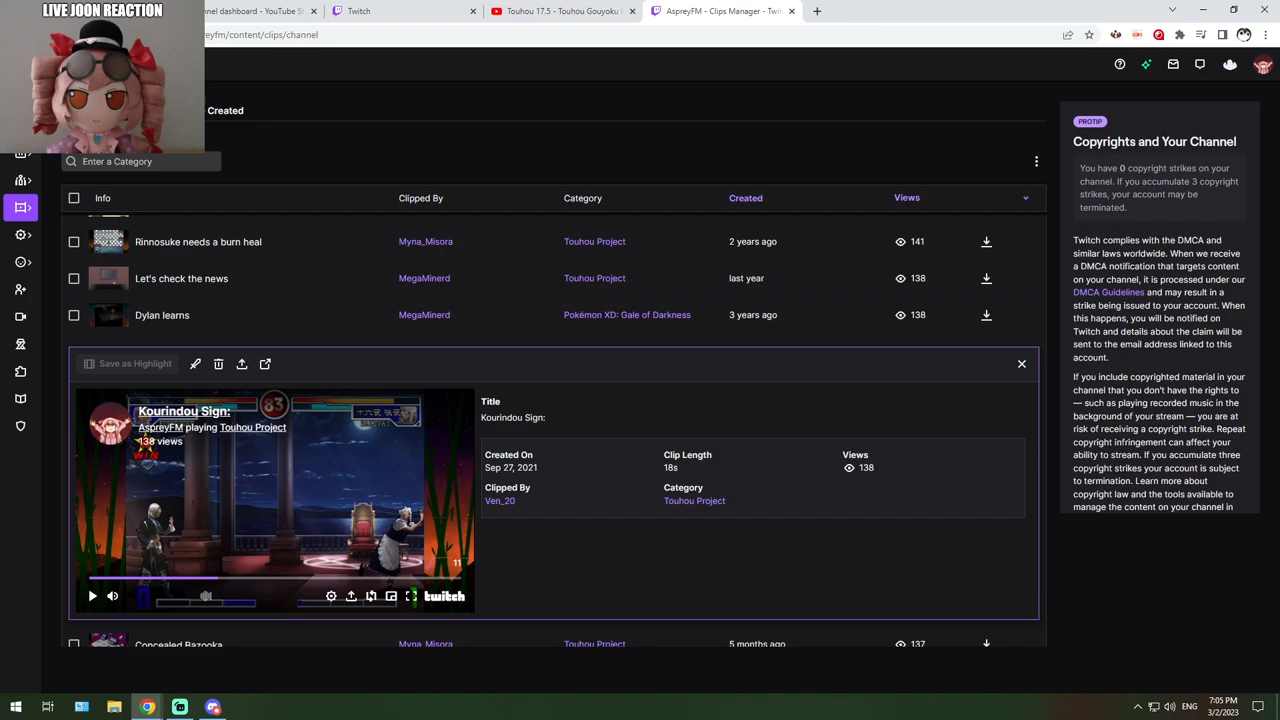 LIVE JOON REACTION
nnel dashboard - YouTube St
Twitch
Touhou 17.5 - Touhou Gouyoku I
AspreyFM - Clips Manager - Twit
eyfm/content/clips/channel
Created
Enter a Category
Info
Clipped By
Category
Created
Views
Rinnosuke needs a burn heal
Myna_Misora
Touhou Project
2 years ago
141
Let's check the news
MegaMinerd
Touhou Project
last year
138
Dylan learns
MegaMinerd
Pokémon XD: Gale of Darkness
3 years ago
138
Save as Highlight
Kourindou Sign:
AspreyFM playing Touhou Project
138 views
WIN
83
十六夜 咲夜
11
twitch
Title
Kourindou Sign:
Created On
Sep 27, 2021
Clip Length
18s
Views
138
Clipped By
Ven_20
Category
Touhou Project
Concealed Bazooka
Myna_Misora
Touhou Project
5 months ago
137
PROTIP
Copyrights and Your Channel
You have 0 copyright strikes on
your channel. If you accumulate 3 copyright
strikes, your account may be
terminated.
Twitch complies with the DMCA and
similar laws worldwide. When we receive
a DMCA notification that targets content
on your channel, it is processed under our
DMCA Guidelines and may result in a
strike being issued to your account. When
this happens, you will be notified on
Twitch and details about the claim will be
sent to the email address linked to this
account.
If you include copyrighted material in your
channel that you don't have the rights to
— such as playing recorded music in the
background of your stream — you are at
risk of receiving a copyright strike. Repeat
copyright infringement can affect your
ability to stream. If you accumulate three
copyright strikes your account is subject
to termination. Learn more about
copyright law and the tools available to
manage the content on your channel in
ENG
7:05 PM
3/2/2023